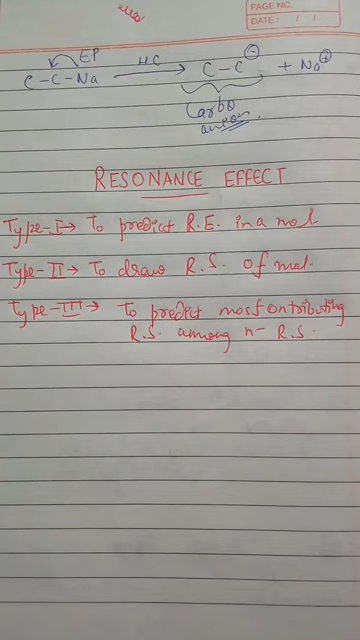 PAGE NO.
DATE : / /
EP
C-C-Na HC → C-C⊖ + Na⊕
Carbo
anion
RESONANCE EFFECT
Type-I → To predict R.E. in a mol
Type-II → To draw R.S. of mol.
Type-III → To predict most contributing
R.S. among n- R.S.